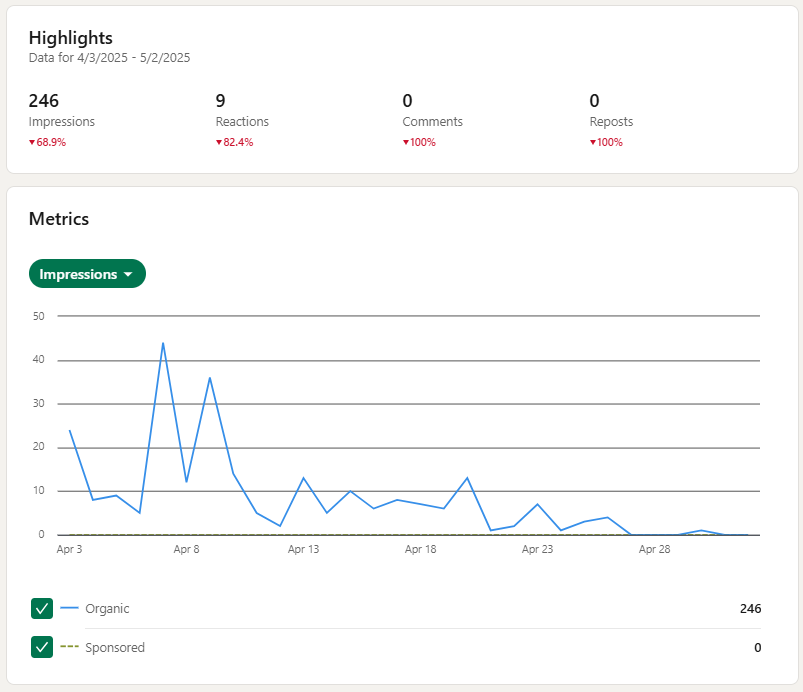 Highlights
Data for 4/3/2025 - 5/2/2025
246 9 0 0
Impressions Reactions Comments Reposts
▼68.9% ▼82.4% ▼100% ▼100%
Metrics
Impressions
50
40
30
20
10
0
Apr 3 Apr 8 Apr 13 Apr 18 Apr 23 Apr 28
Organic 246
Sponsored 0